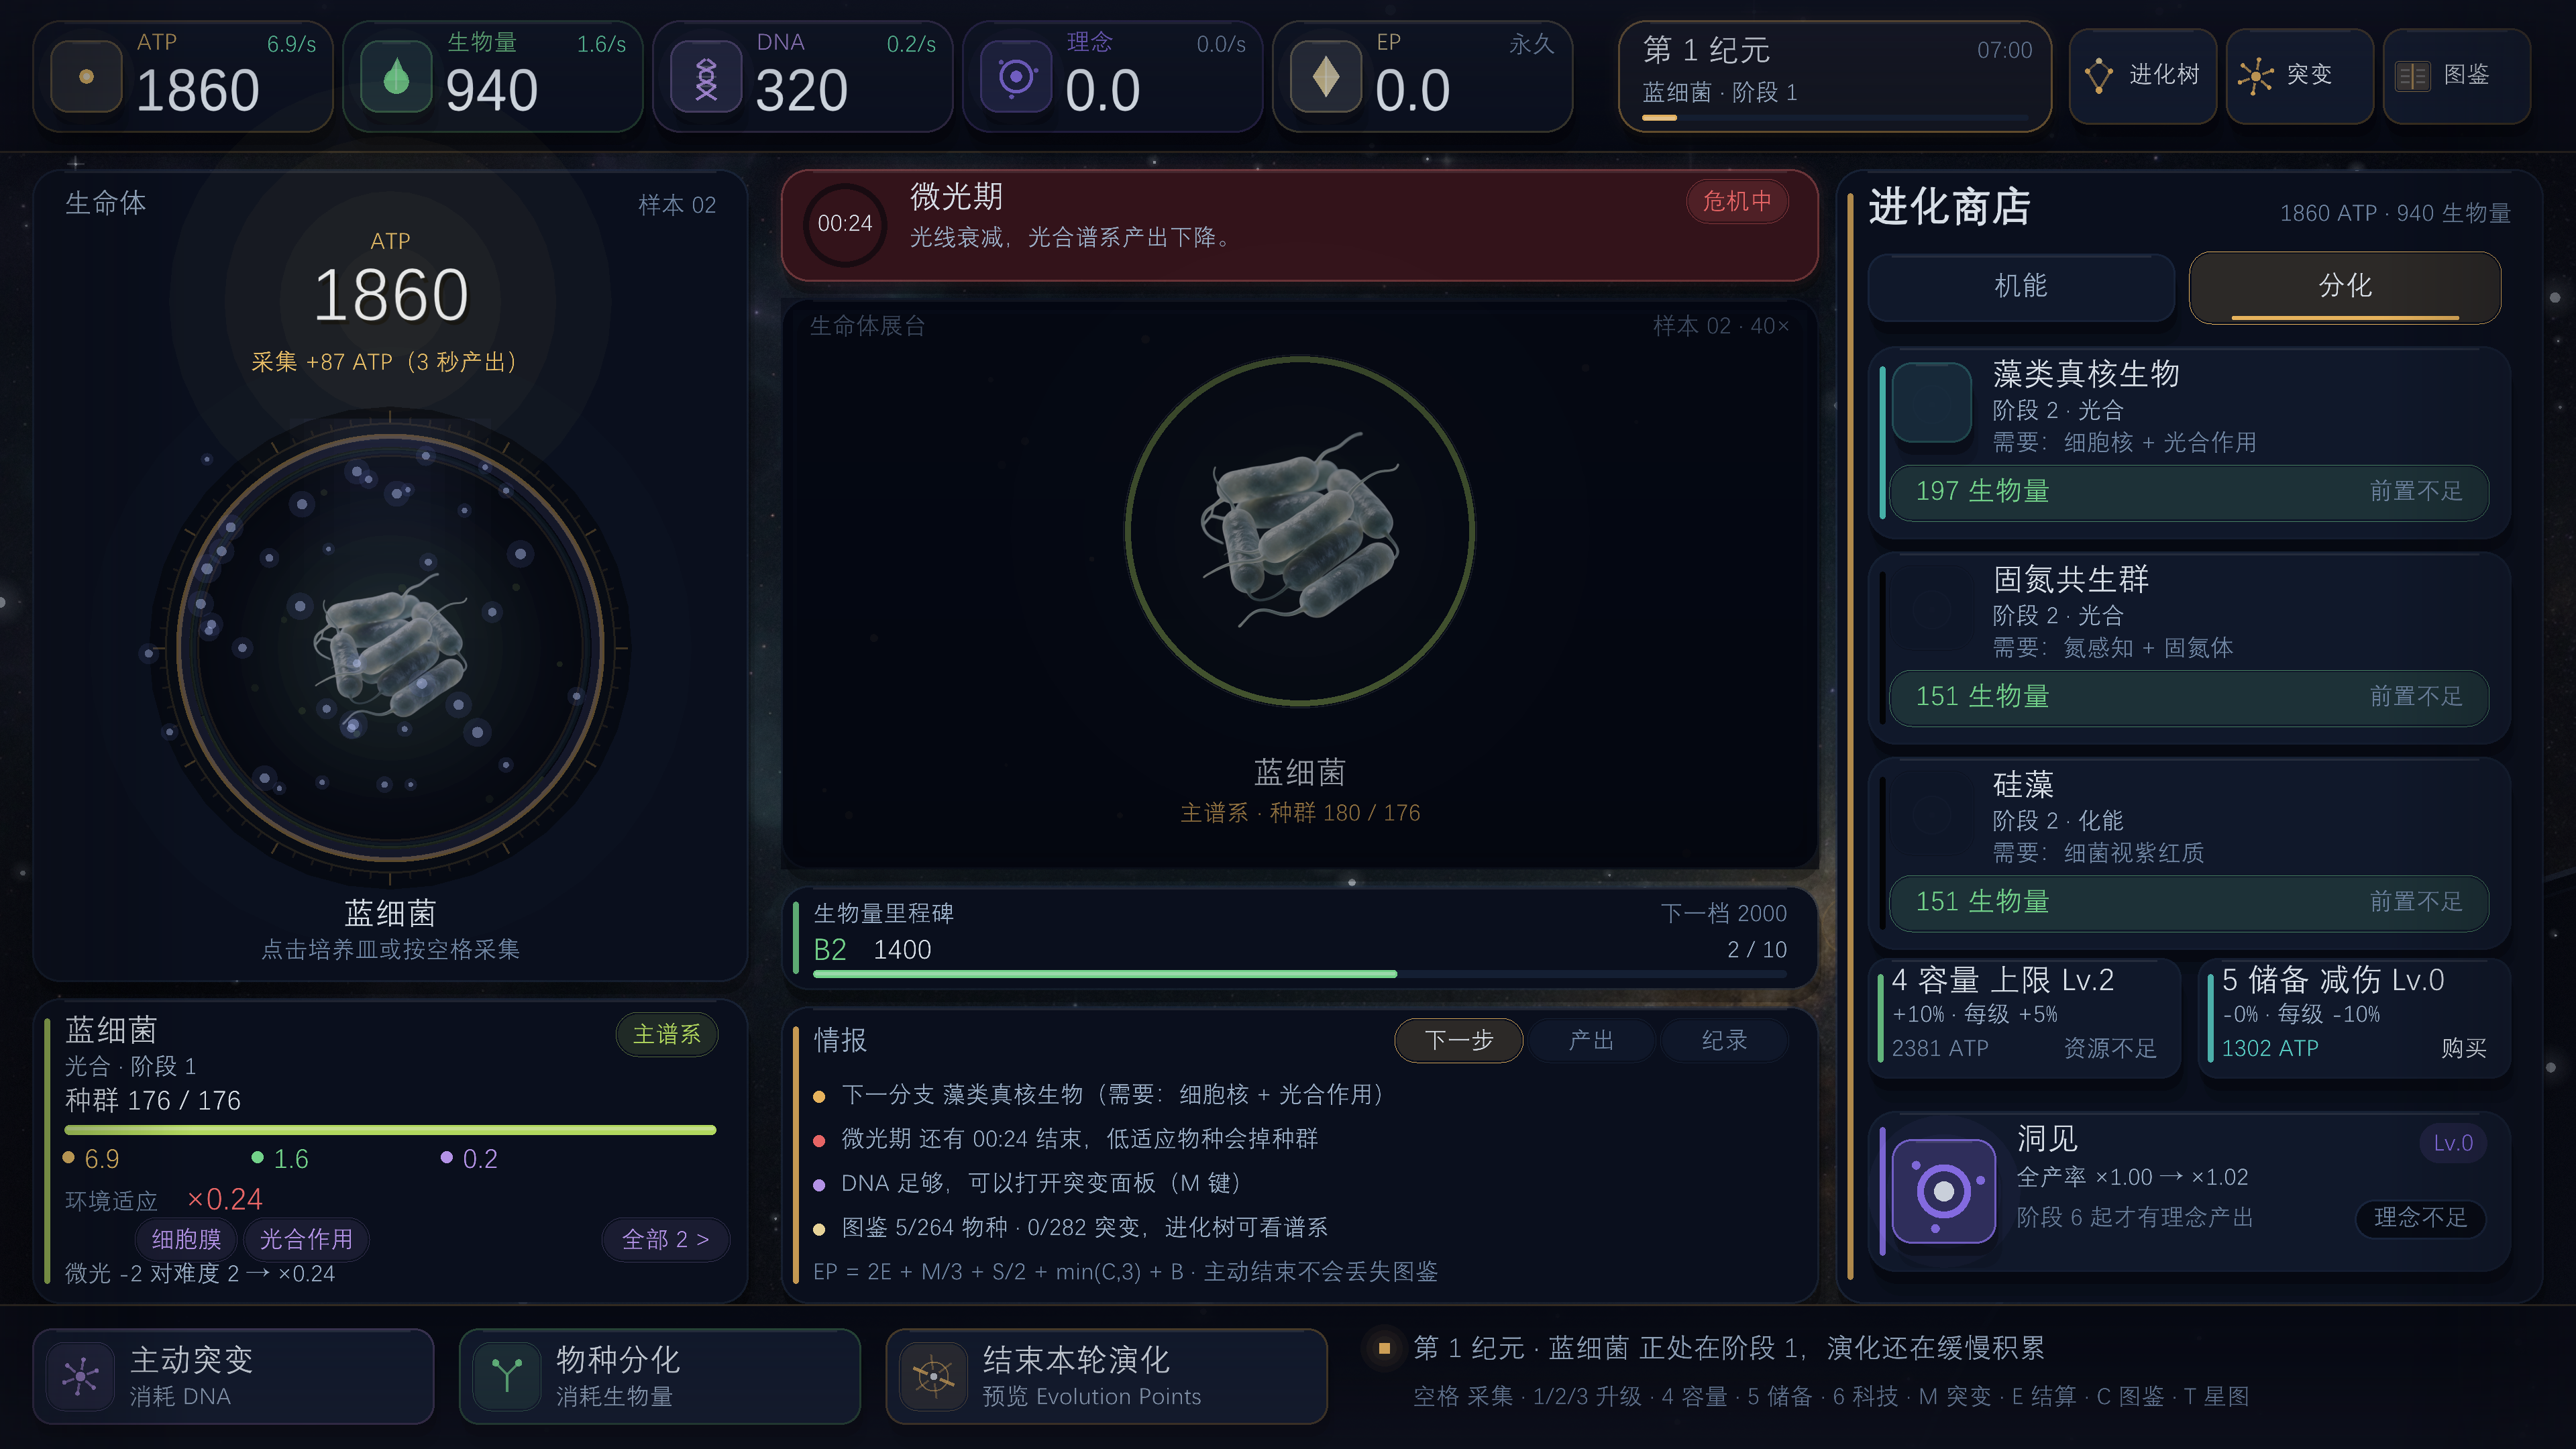 ATP 6.9/s
1860
生物量 1.6/s
940
DNA 0.2/s
320
理念 0.0/s
0.0
EP 永久
0.0
第 1 纪元 07:00
蓝细菌 · 阶段 1
进化树
突变
图鉴
生命体 样本 02
ATP
1860
采集 +87 ATP（3 秒产出）
蓝细菌
点击培养皿或按空格采集
蓝细菌 主谱系
光合 · 阶段 1
种群 176 / 176
6.9 1.6 0.2
环境适应 ×0.24
细胞膜 光合作用 全部 2 >
微光 -2 对难度 2 → ×0.24
00:24
微光期 危机中
光线衰减，光合谱系产出下降。
生命体展台 样本 02 · 40×
蓝细菌
主谱系 · 种群 180 / 176
生物量里程碑 下一档 2000
B2 1400 2 / 10
情报 下一步 产出 纪录
下一分支 藻类真核生物（需要：细胞核 + 光合作用）
微光期 还有 00:24 结束，低适应物种会掉种群
DNA 足够，可以打开突变面板（M 键）
图鉴 5/264 物种 · 0/282 突变，进化树可看谱系
EP = 2E + M/3 + S/2 + min(C,3) + B · 主动结束不会丢失图鉴
进化商店 1860 ATP · 940 生物量
机能 分化
藻类真核生物
阶段 2 · 光合
需要：细胞核 + 光合作用
197 生物量 前置不足
固氮共生群
阶段 2 · 光合
需要：氮感知 + 固氮体
151 生物量 前置不足
硅藻
阶段 2 · 化能
需要：细菌视紫红质
151 生物量 前置不足
4 容量 上限 Lv.2
+10% · 每级 +5%
2381 ATP 资源不足
5 储备 减伤 Lv.0
-0% · 每级 -10%
1302 ATP 购买
洞见 Lv.0
全产率 ×1.00 → ×1.02
阶段 6 起才有理念产出 理念不足
主动突变
消耗 DNA
物种分化
消耗生物量
结束本轮演化
预览 Evolution Points
第 1 纪元 · 蓝细菌 正处在阶段 1，演化还在缓慢积累
空格 采集 · 1/2/3 升级 · 4 容量 · 5 储备 · 6 科技 · M 突变 · E 结算 · C 图鉴 · T 星图